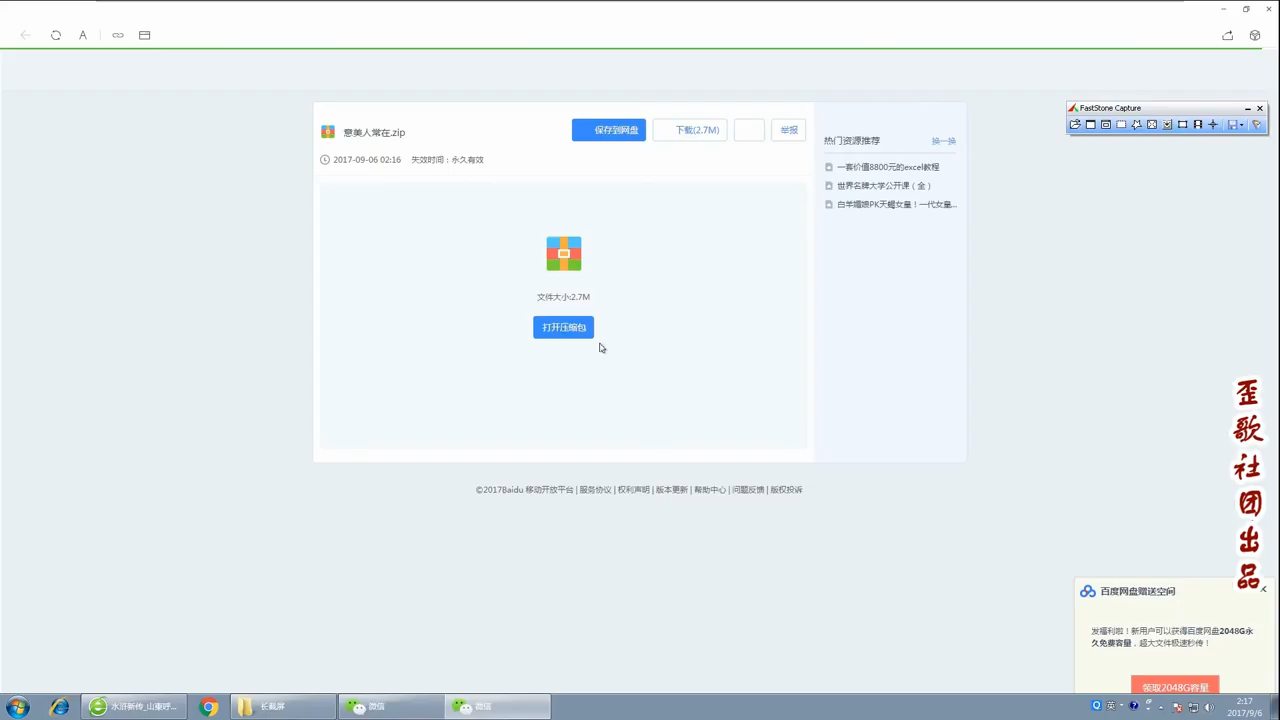 A
FastStone Capture
意美人常在.zip
保存到网盘
下载(2.7M)
举报
2017-09-06 02:16
失效时间：永久有效
热门资源推荐
换一换
一套价值8800元的excel教程
世界名牌大学公开课（全）
白羊媚娘PK天蝎女皇！一代女皇...
文件大小:2.7M
打开压缩包
©2017Baidu 移动开放平台 | 服务协议 | 权利声明 | 版本更新 | 帮助中心 | 问题反馈 | 版权投诉
歪歌社团出品
百度网盘赠送空间
发福利啦！新用户可以获得百度网盘2048G永
久免费容量，超大文件极速秒传！
领取2048G容量
水浒新传_山重呼...
长截屏
微信
微信
英
2:17
2017/9/6